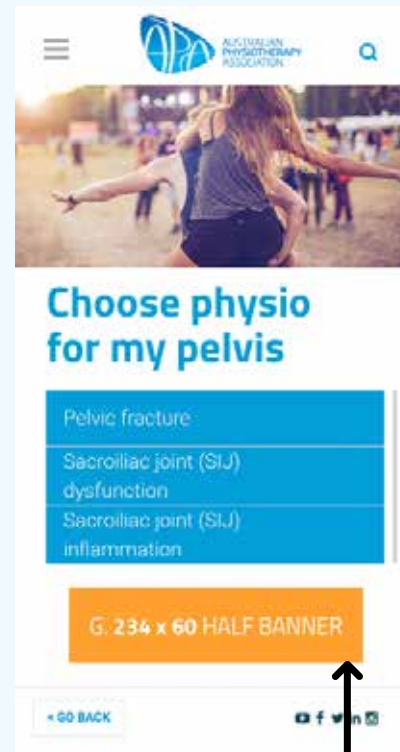 APA
AUSTRALIAN
PHYSIOTHERAPY
ASSOCIATION
Choose physio
for my pelvis
Pelvic fracture
Sacroiliac joint (SIJ)
dysfunction
Sacroiliac joint (SIJ)
inflammation
G. 234 x 60 HALF BANNER
< GO BACK